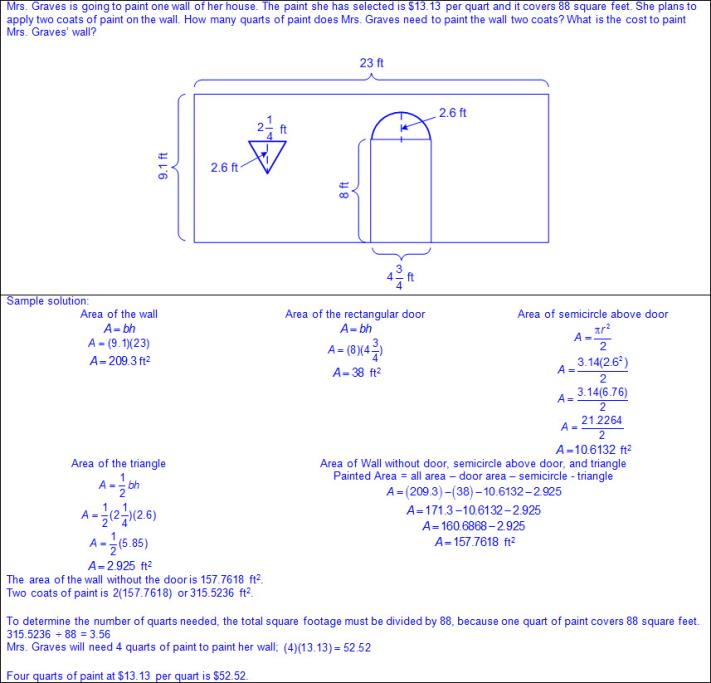 Mrs. Graves is going to paint one wall of her house. The paint she has selected is $13.13 per quart and it covers 88 square feet. She plans to
apply two coats of paint on the wall. How many quarts of paint does Mrs. Graves need to paint the wall two coats? What is the cost to paint
Mrs. Graves' wall?
23 ft
2 1/4 ft
2.6 ft
2.6 ft
9.1 ft
8 ft
4 3/4 ft
Sample solution:
Area of the wall
A = bh
A = (9.1)(23)
A = 209.3 ft²
Area of the rectangular door
A = bh
A = (8)(4 3/4)
A = 38 ft²
Area of semicircle above door
A = πr²/2
A = 3.14(2.6²)/2
A = 3.14(6.76)/2
A = 21.2264/2
A = 10.6132 ft²
Area of the triangle
A = 1/2 bh
A = 1/2 (2 1/4)(2.6)
A = 1/2 (5.85)
A = 2.925 ft²
Area of Wall without door, semicircle above door, and triangle
Painted Area = all area – door area – semicircle - triangle
A = (209.3) – (38) – 10.6132 – 2.925
A = 171.3 – 10.6132 – 2.925
A = 160.6868 – 2.925
A = 157.7618 ft²
The area of the wall without the door is 157.7618 ft².
Two coats of paint is 2(157.7618) or 315.5236 ft².
To determine the number of quarts needed, the total square footage must be divided by 88, because one quart of paint covers 88 square feet.
315.5236 ÷ 88 = 3.56
Mrs. Graves will need 4 quarts of paint to paint her wall; (4)(13.13) = 52.52
Four quarts of paint at $13.13 per quart is $52.52.